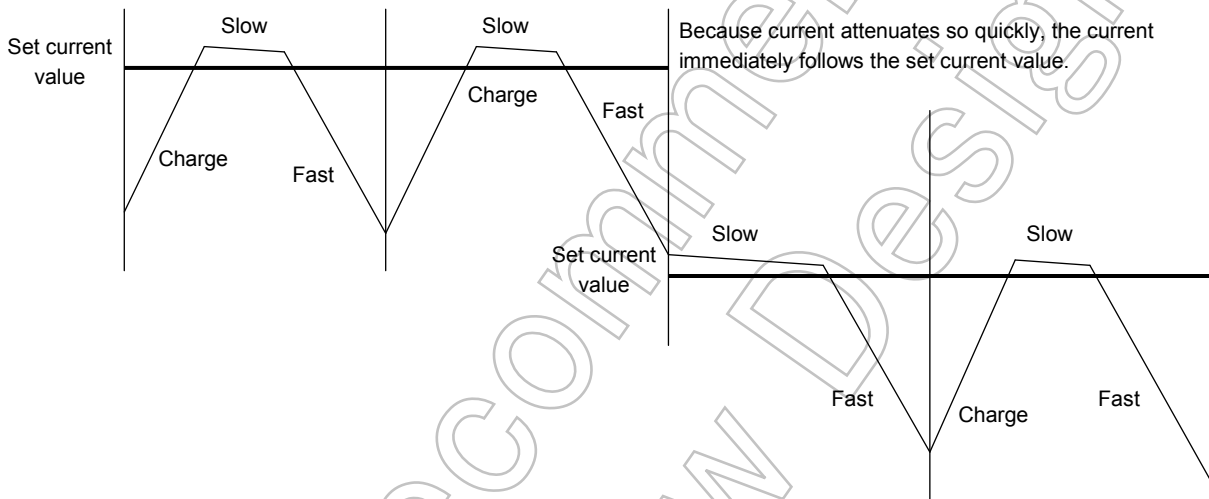 Set current
value
Slow
Charge
Fast
Slow
Charge
Fast
Because current attenuates so quickly, the current
immediately follows the set current value.
Set current
value
Slow
Fast
Slow
Charge
Fast